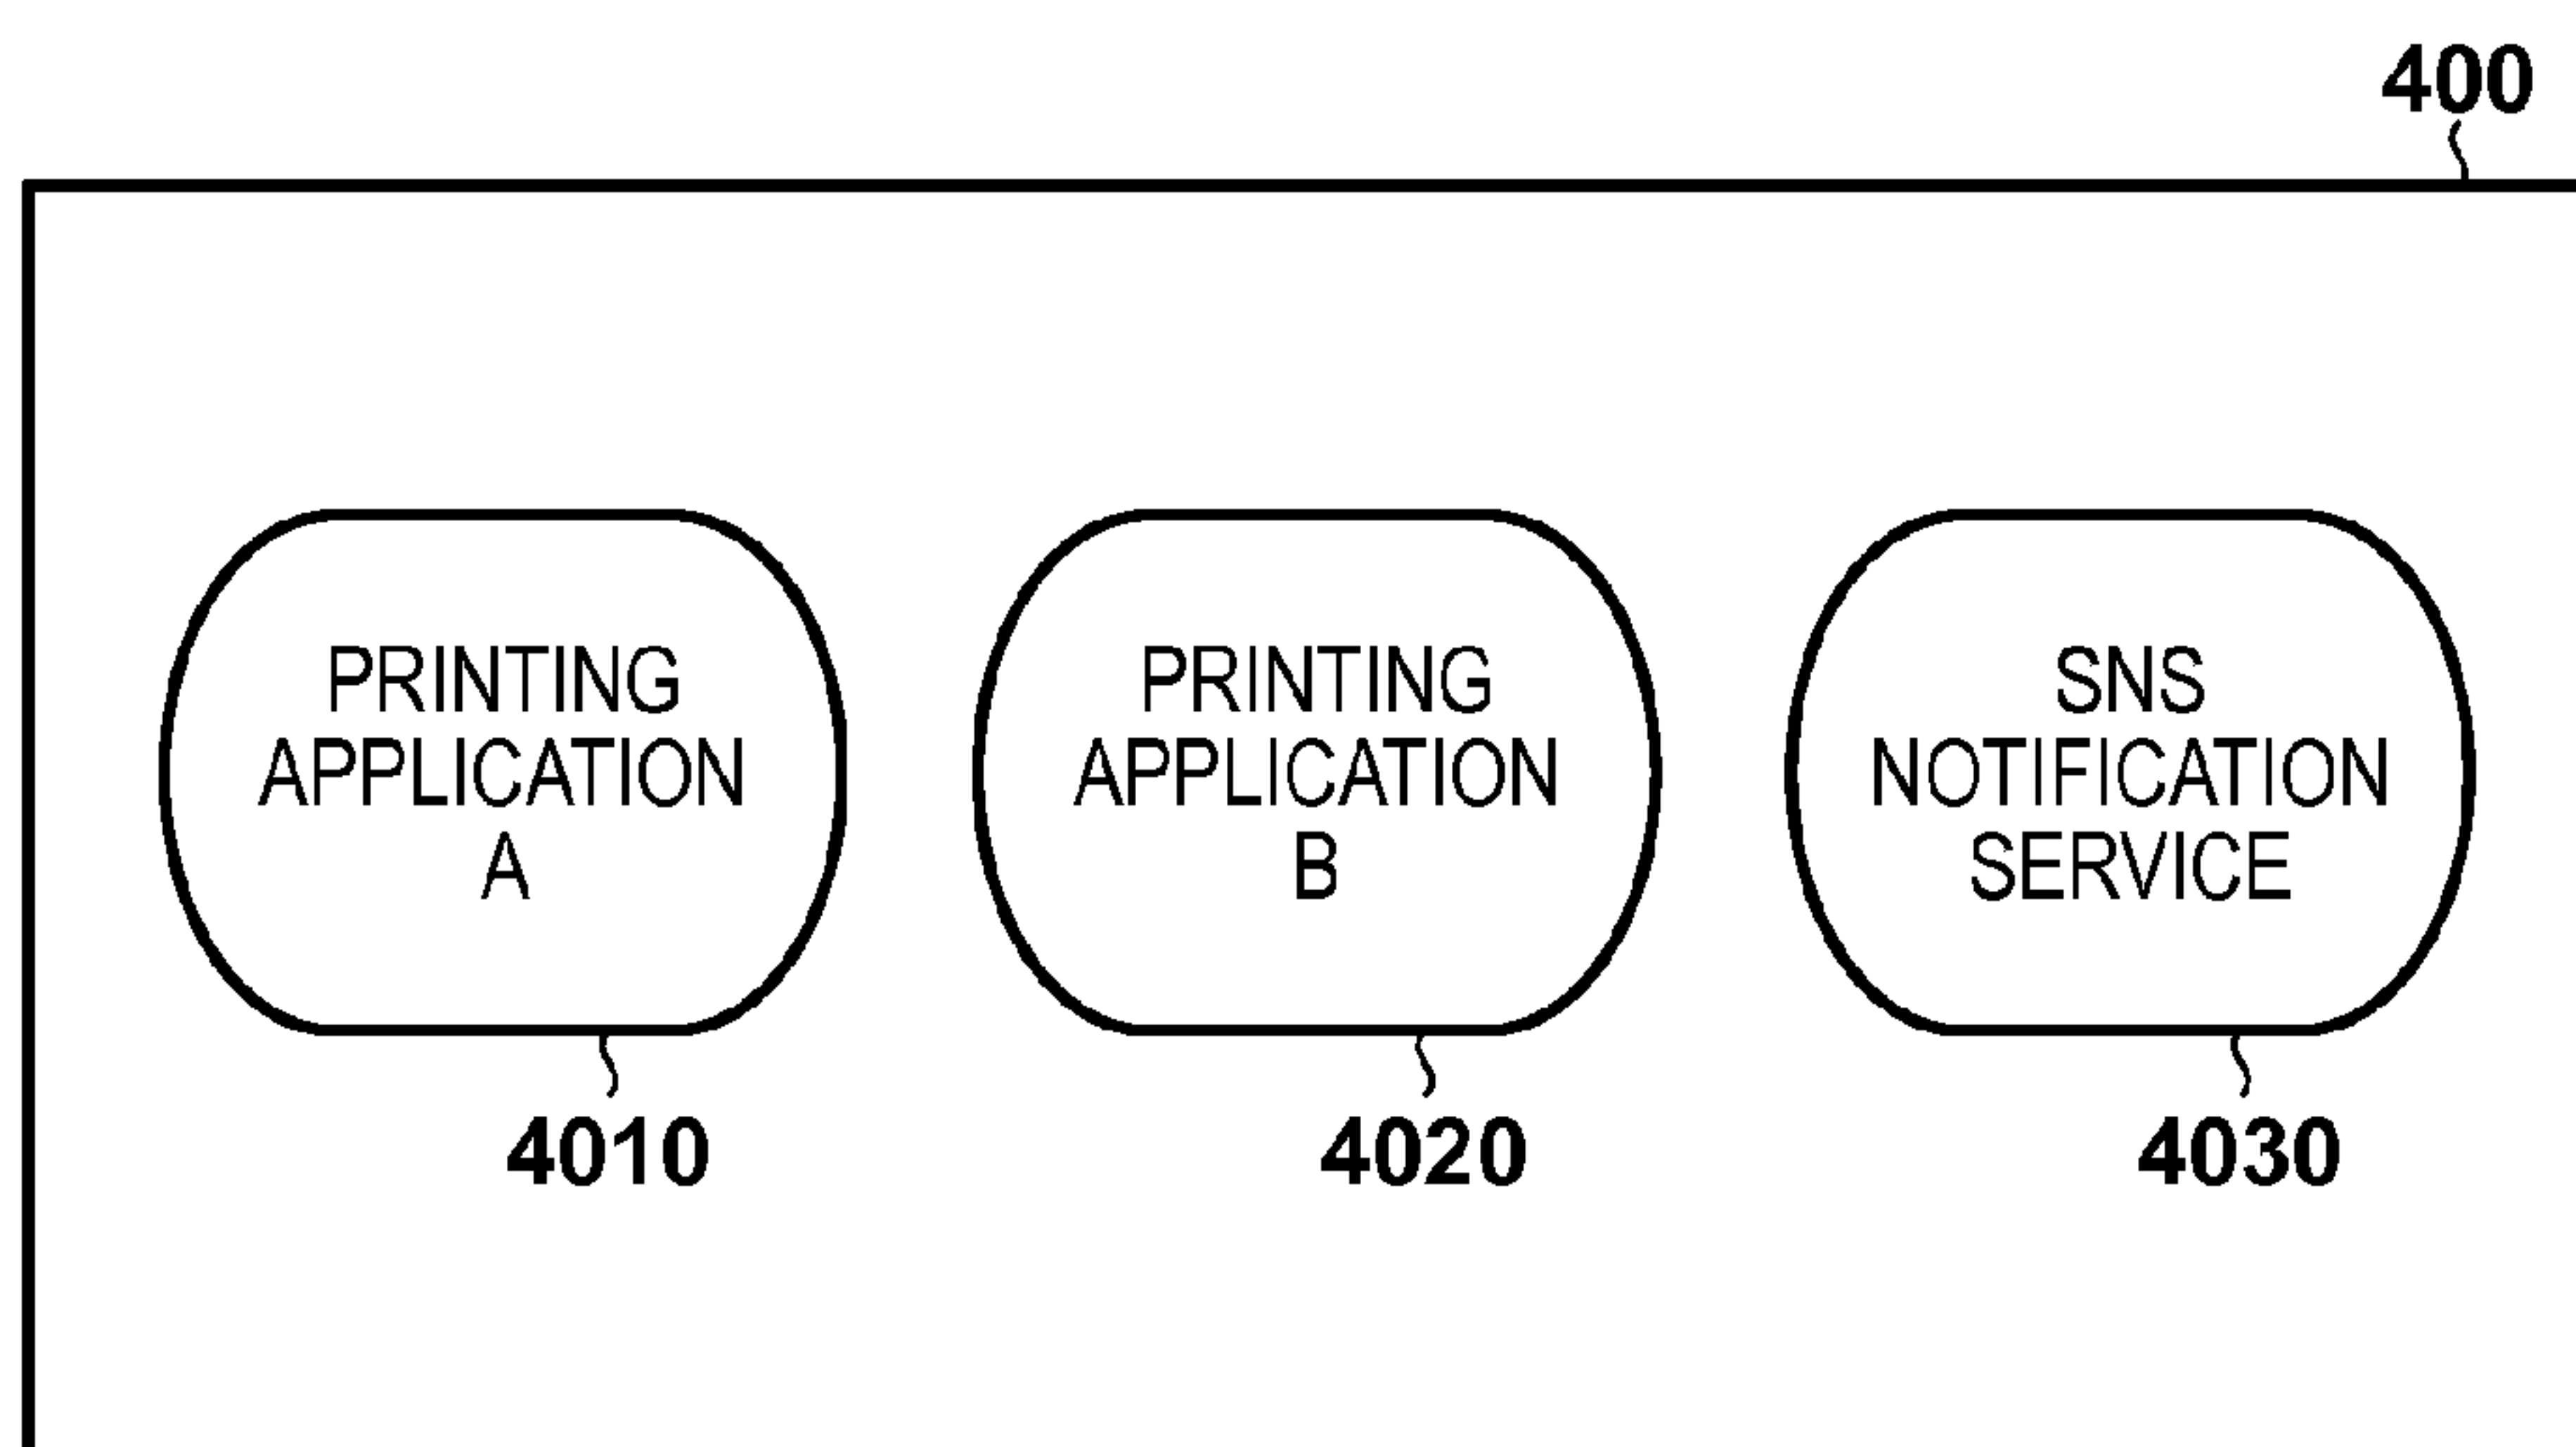 400
PRINTING
APPLICATION
A
4010
PRINTING
APPLICATION
B
4020
SNS
NOTIFICATION
SERVICE
4030